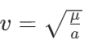 v = √(μ/a)